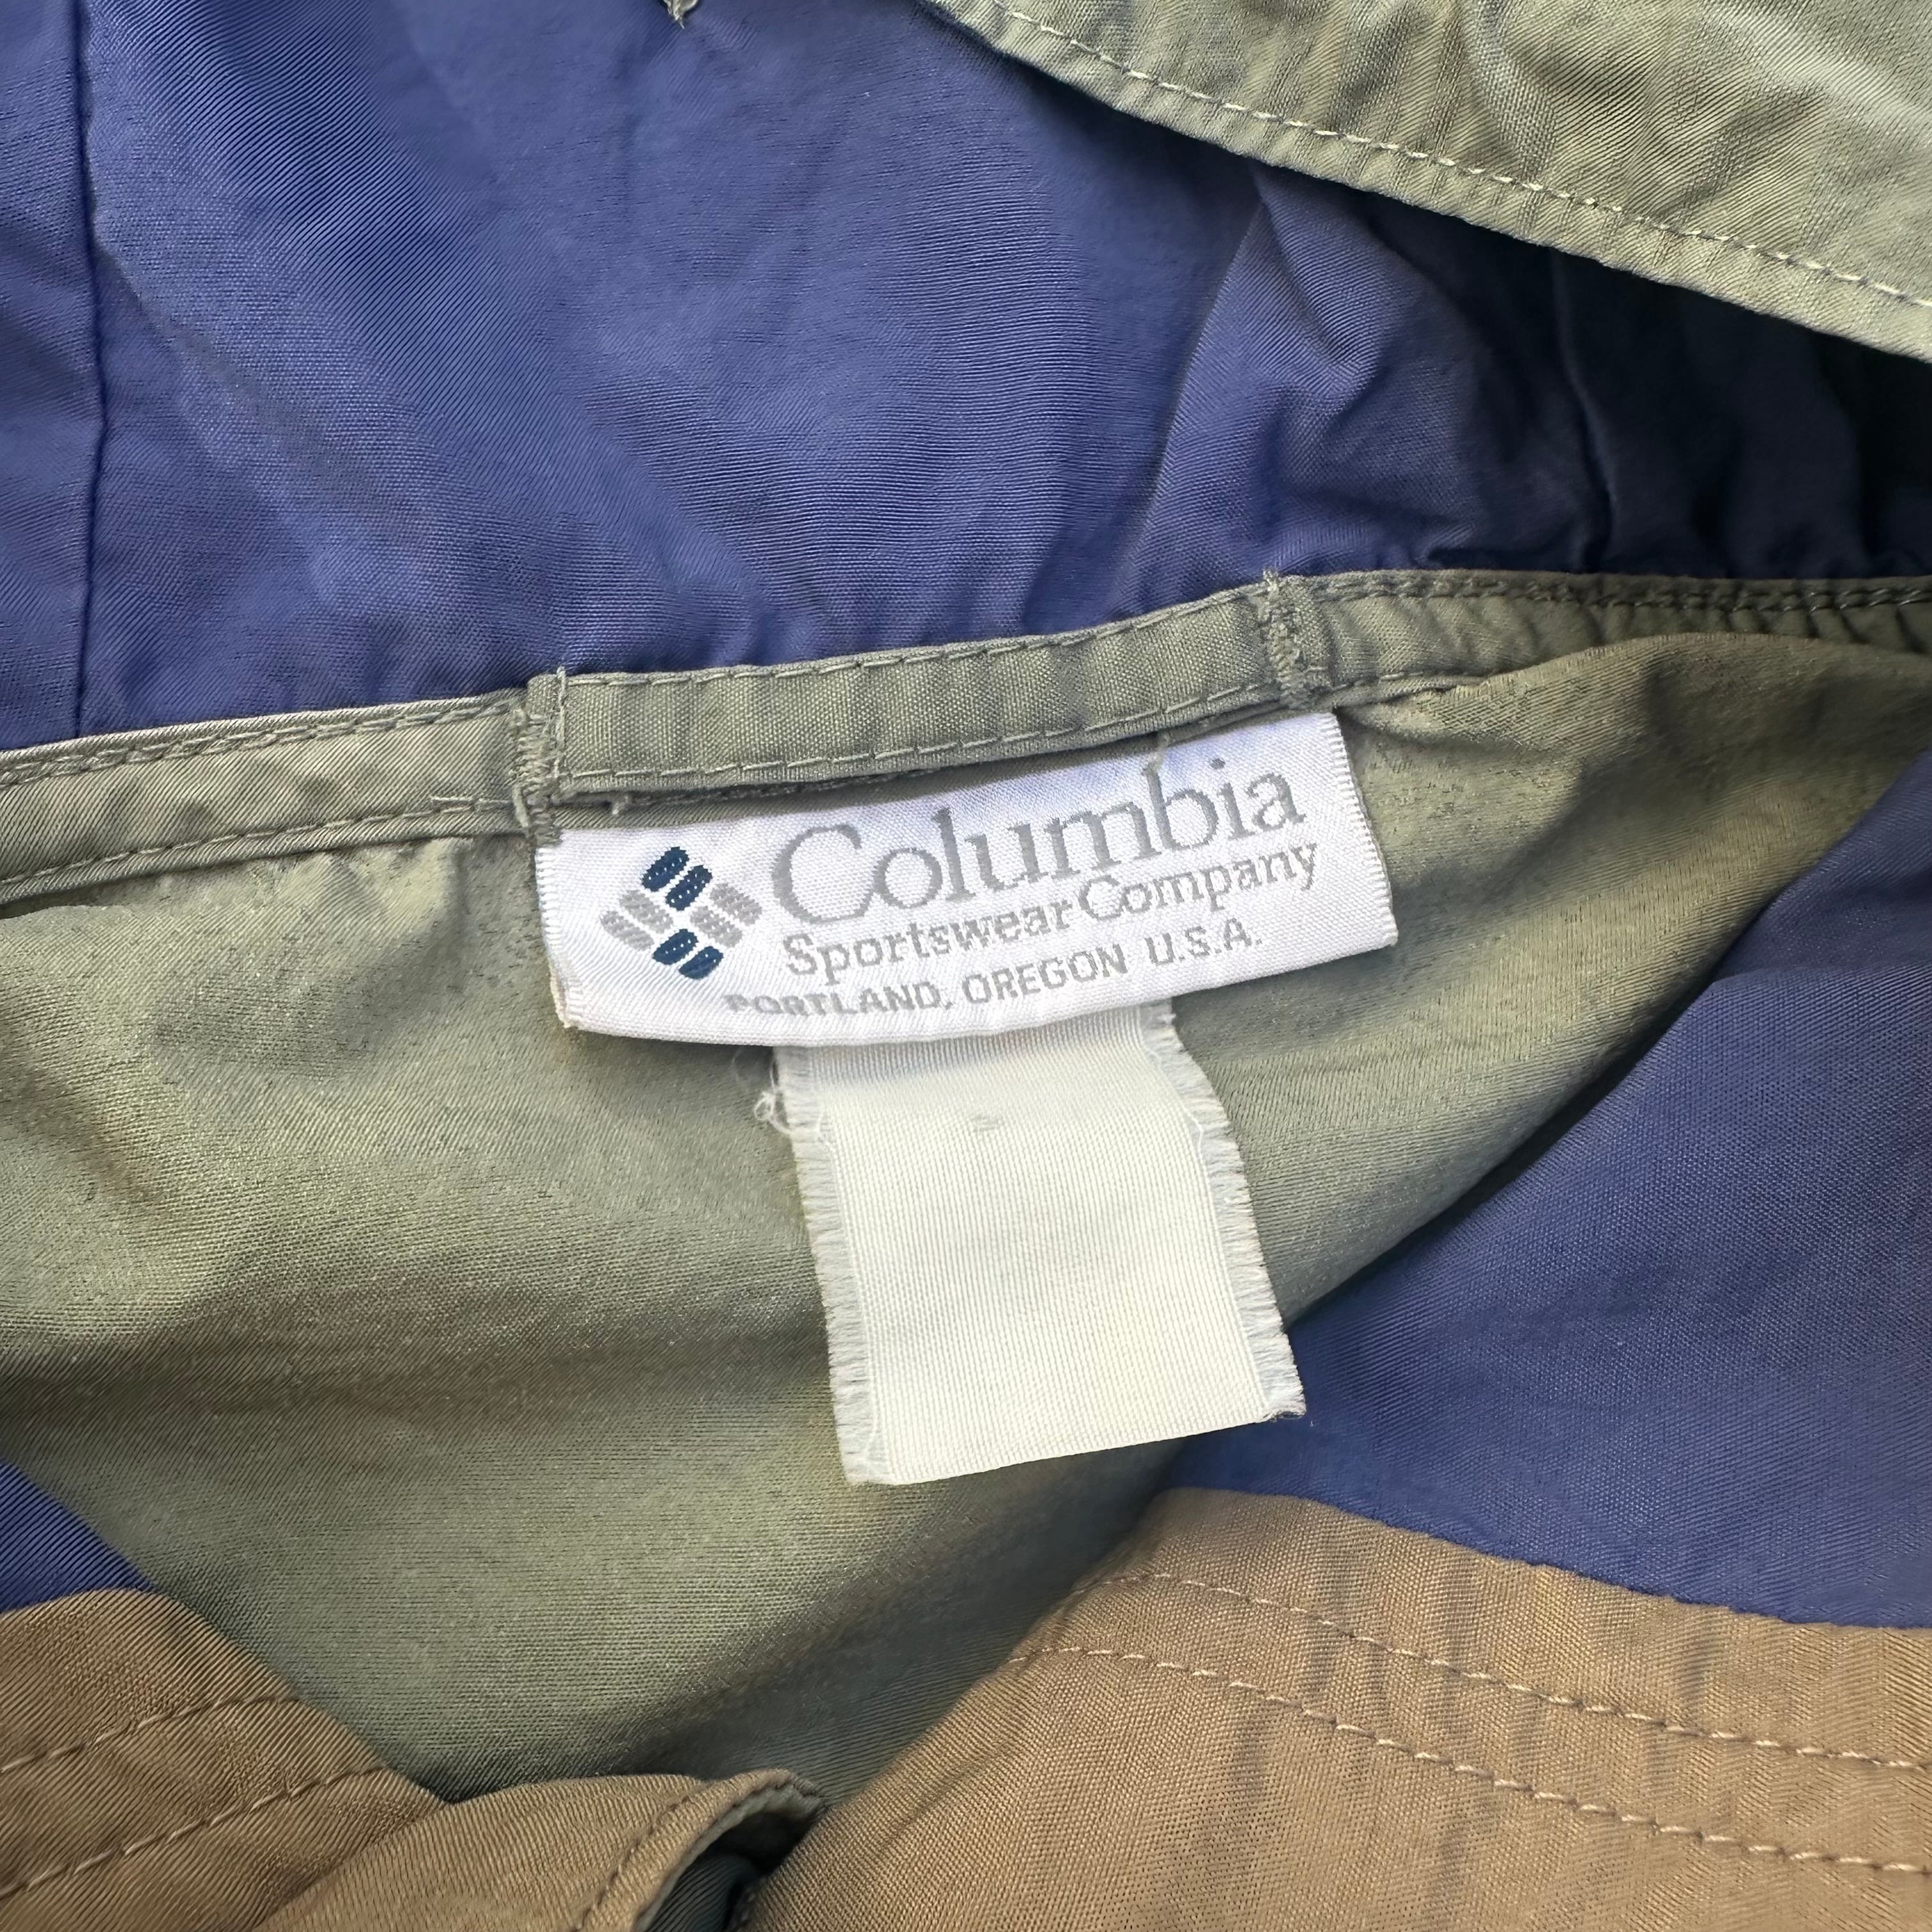 Columbia
Sportswear Company
PORTLAND, OREGON U.S.A.